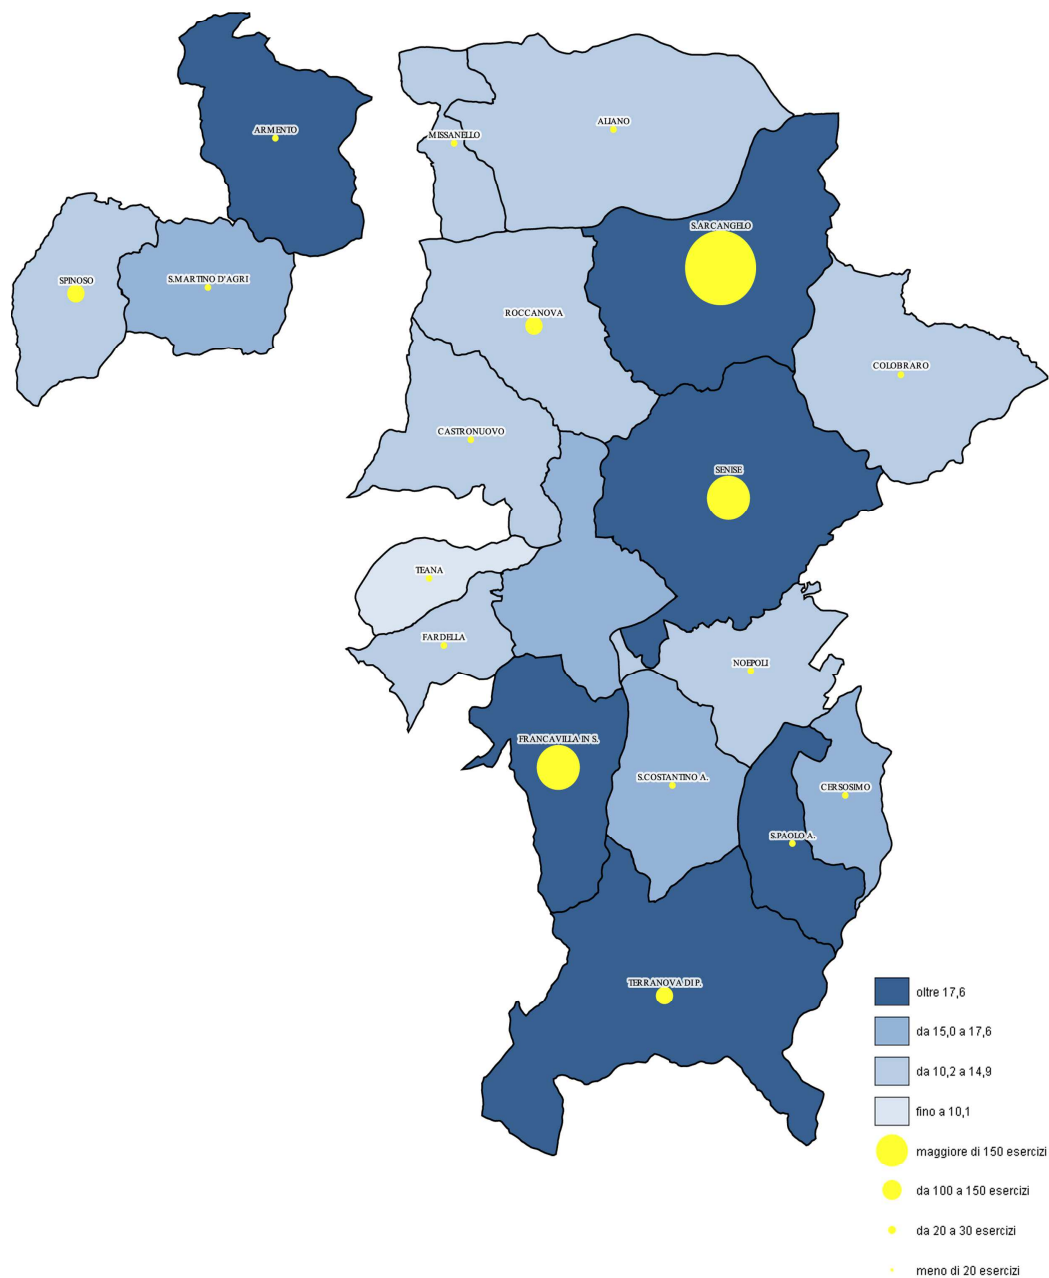 ARMENTO
ALIANO
MISSANELLO
S.ARCANGELO
SPINOSO
S.MARTINO D'AGRI
ROCCANOVA
COLOBRARO
CASTRONUOVO
SENISE
TEANA
FARDELLA
NOEPOLI
FRANCAVILLA IN S.
S.COSTANTINO A.
CERSOSIMO
S.PAOLO A.
TERRANOVA DI P.
oltre 17,6
da 15,0 a 17,6
da 10,2 a 14,9
fino a 10,1
maggiore di 150 esercizi
da 100 a 150 esercizi
da 20 a 30 esercizi
meno di 20 esercizi